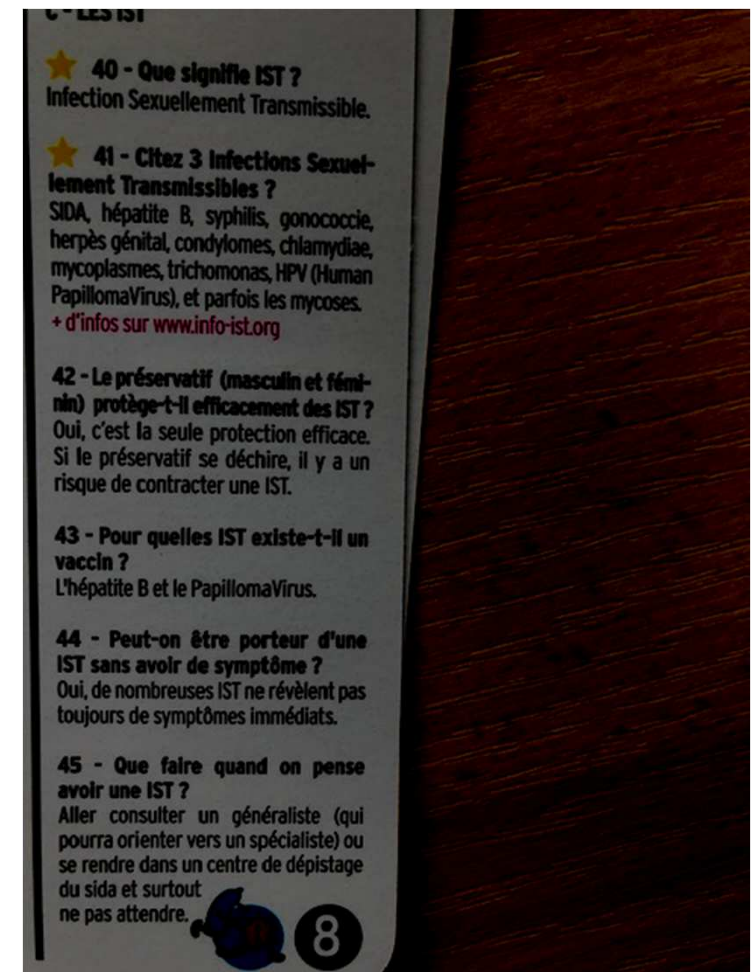 C - LES IST
40 - Que signifie IST ?
Infection Sexuellement Transmissible.
41 - Citez 3 Infections Sexuel-
lement Transmissibles ?
SIDA, hépatite B, syphilis, gonococcie,
herpès génital, condylomes, chlamydiae,
mycoplasmes, trichomonas, HPV (Human
PapillomaVirus), et parfois les mycoses.
+ d'infos sur www.info-ist.org
42 - Le préservatif (masculin et fémi-
nin) protège-t-il efficacement des IST ?
Oui, c'est la seule protection efficace.
Si le préservatif se déchire, il y a un
risque de contracter une IST.
43 - Pour quelles IST existe-t-il un
vaccin ?
L'hépatite B et le PapillomaVirus.
44 - Peut-on être porteur d'une
IST sans avoir de symptôme ?
Oui, de nombreuses IST ne révèlent pas
toujours de symptômes immédiats.
45 - Que faire quand on pense
avoir une IST ?
Aller consulter un généraliste (qui
pourra orienter vers un spécialiste) ou
se rendre dans un centre de dépistage
du sida et surtout
ne pas attendre.
8